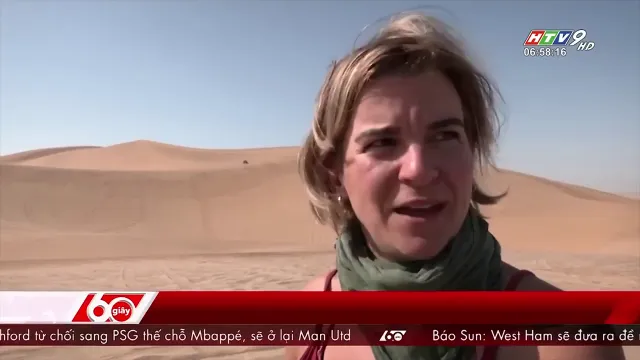 HTV9 HD
06:58:16
60 giây
hford từ chối sang PSG thế chỗ Mbappé, sẽ ở lại Man Utd 60 Báo Sun: West Ham sẽ đưa ra đề